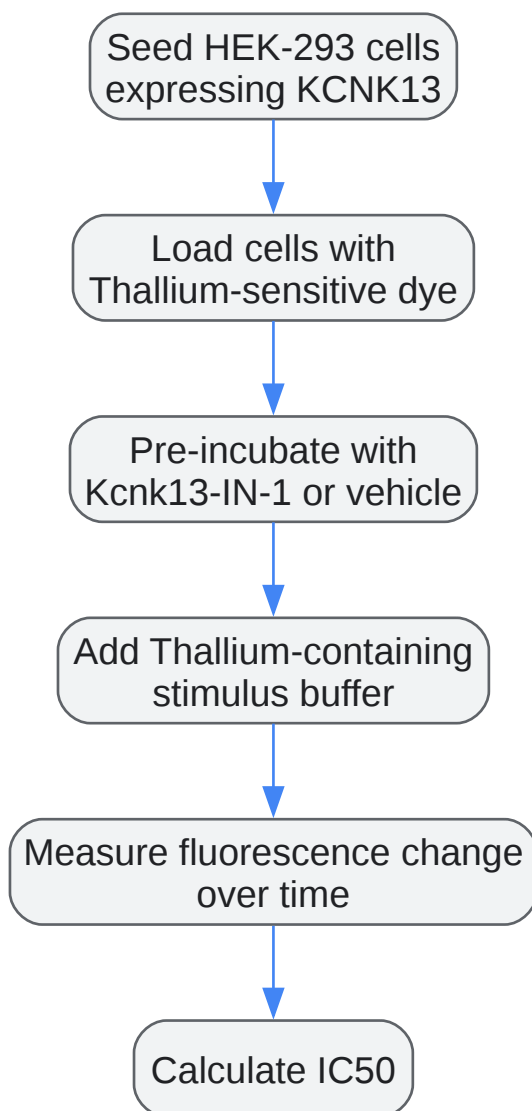 Seed HEK-293 cells
expressing KCNK13
Load cells with
Thallium-sensitive dye
Pre-incubate with
Kcnk13-IN-1 or vehicle
Add Thallium-containing
stimulus buffer
Measure fluorescence change
over time
Calculate IC50